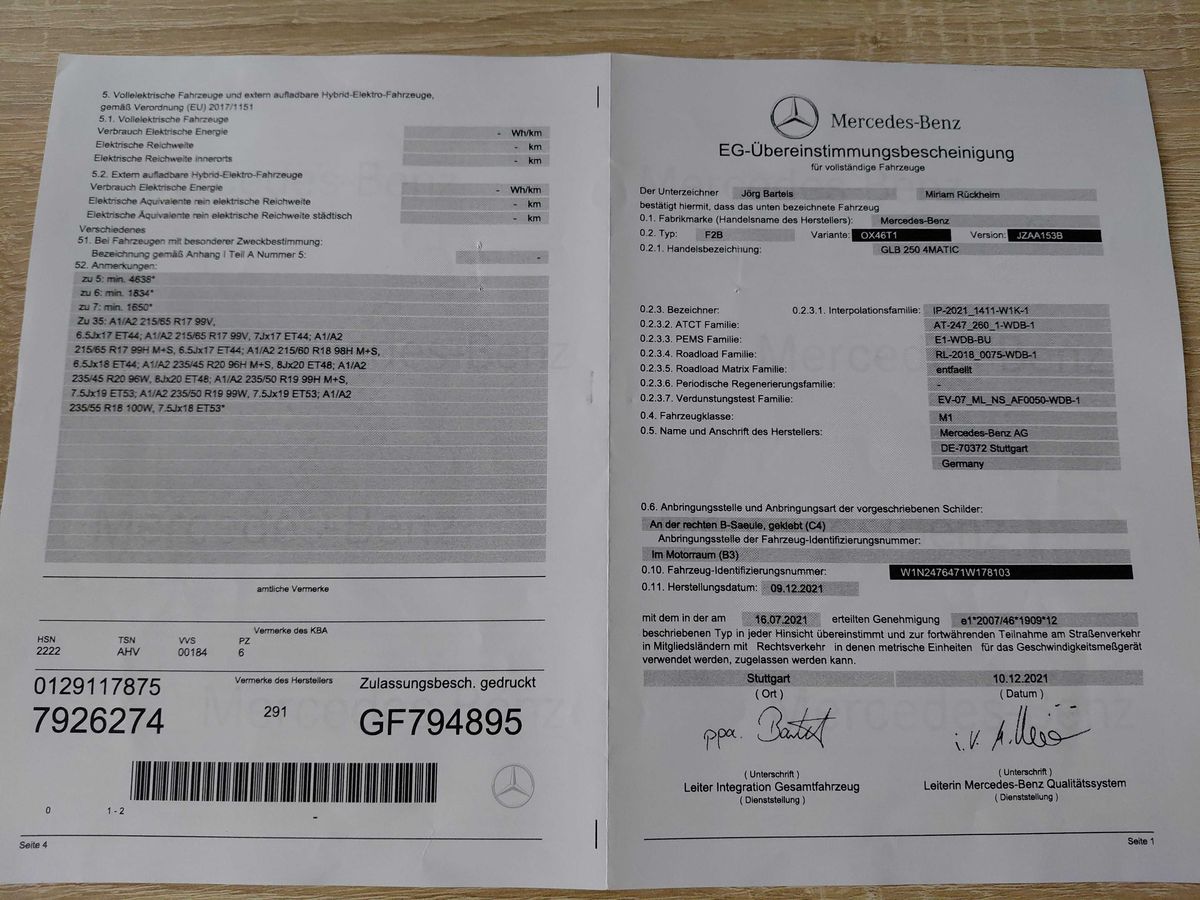 5. Vollelektrische Fahrzeuge und extern aufladbare Hybrid-Elektro-Fahrzeuge,
gemäß Verordnung (EU) 2017/1151
5.1. Vollelektrische Fahrzeuge
Verbrauch Elektrische Energie - Wh/km
Elektrische Reichweite - km
Elektrische Reichweite innerorts - km
5.2. Extern aufladbare Hybrid-Elektro-Fahrzeuge
Verbrauch Elektrische Energie - Wh/km
Elektrische Äquivalente rein elektrische Reichweite - km
Elektrische Äquivalente rein elektrische Reichweite städtisch - km
Verschiedenes
51. Bei Fahrzeugen mit besonderer Zweckbestimmung:
Bezeichnung gemäß Anhang I Teil A Nummer 5: -
52. Anmerkungen:
zu 5: min. 4638*
zu 6: min. 1834*
zu 7: min. 1650*
Zu 35: A1/A2 215/65 R17 99V,
6.5Jx17 ET44; A1/A2 215/65 R17 99V, 7Jx17 ET44; A1/A2
215/65 R17 99H M+S, 6.5Jx17 ET44; A1/A2 215/60 R18 98H M+S,
6.5Jx18 ET44; A1/A2 235/45 R20 96H M+S, 8Jx20 ET48; A1/A2
235/45 R20 96W, 8Jx20 ET48; A1/A2 235/50 R19 99H M+S,
7.5Jx19 ET53; A1/A2 235/50 R19 99W, 7.5Jx19 ET53; A1/A2
235/55 R18 100W, 7.5Jx18 ET53*
amtliche Vermerke
Vermerke des KBA
HSN TSN VVS PZ
2222 AHV 00184 6
0129117875 Vermerke des Herstellers Zulassungsbesch. gedruckt
7926274 291 GF794895
0 1 - 2
-
Seite 4
Mercedes-Benz
EG-Übereinstimmungsbescheinigung
für vollständige Fahrzeuge
Der Unterzeichner Jörg Bartels Miriam Rückheim
bestätigt hiermit, dass das unten bezeichnete Fahrzeug
0.1. Fabrikmarke (Handelsname des Herstellers): Mercedes-Benz
0.2. Typ: F2B Variante: OX46T1 Version: JZAA153B
0.2.1. Handelsbezeichnung: GLB 250 4MATIC
0.2.3. Bezeichner: 0.2.3.1. Interpolationsfamilie: IP-2021_1411-W1K-1
0.2.3.2. ATCT Familie: AT-247_260_1-WDB-1
0.2.3.3. PEMS Familie: E1-WDB-BU
0.2.3.4. Roadload Familie: RL-2018_0075-WDB-1
0.2.3.5. Roadload Matrix Familie: entfaellt
0.2.3.6. Periodische Regenerierungsfamilie: -
0.2.3.7. Verdunstungstest Familie: EV-07_ML_NS_AF0050-WDB-1
0.4. Fahrzeugklasse: M1
0.5. Name und Anschrift des Herstellers: Mercedes-Benz AG
DE-70372 Stuttgart
Germany
0.6. Anbringungsstelle und Anbringungsart der vorgeschriebenen Schilder:
An der rechten B-Saeule, geklebt (C4)
Anbringungsstelle der Fahrzeug-Identifizierungsnummer:
Im Motorraum (B3)
0.10. Fahrzeug-Identifizierungsnummer: W1N2476471W178103
0.11. Herstellungsdatum: 09.12.2021
mit dem in der am 16.07.2021 erteilten Genehmigung e1*2007/46*1909*12
beschriebenen Typ in jeder Hinsicht übereinstimmt und zur fortwährenden Teilnahme am Straßenverkehr
in Mitgliedsländern mit Rechtsverkehr in denen metrische Einheiten für das Geschwindigkeitsmeßgerät
verwendet werden, zugelassen werden kann.
Stuttgart 10.12.2021
( Ort ) ( Datum )
ppa. i.V.
( Unterschrift ) ( Unterschrift )
Leiter Integration Gesamtfahrzeug Leiterin Mercedes-Benz Qualitätssystem
( Dienststellung ) ( Dienststellung )
Seite 1